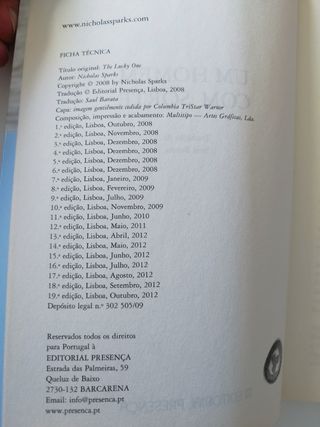 www.nicholassparks.com
FICHA TÉCNICA
Título original: The Lucky One
Autor: Nicholas Sparks
Copyright © 2008 by Nicholas Sparks
Tradução © Editorial Presença, Lisboa, 2008
Tradução: Saul Barata
Capa: imagem gentilmente cedida por Columbia TriStar Warner
Composição, impressão e acabamento: Multitipo — Artes Gráficas, Lda.
1.ª edição, Lisboa, Outubro, 2008
2.ª edição, Lisboa, Novembro, 2008
3.ª edição, Lisboa, Dezembro, 2008
4.ª edição, Lisboa, Dezembro, 2008
5.ª edição, Lisboa, Dezembro, 2008
6.ª edição, Lisboa, Dezembro, 2008
7.ª edição, Lisboa, Janeiro, 2009
8.ª edição, Lisboa, Fevereiro, 2009
9.ª edição, Lisboa, Julho, 2009
10.ª edição, Lisboa, Novembro, 2009
11.ª edição, Lisboa, Junho, 2010
12.ª edição, Lisboa, Maio, 2011
13.ª edição, Lisboa, Abril, 2012
14.ª edição, Lisboa, Maio, 2012
15.ª edição, Lisboa, Junho, 2012
16.ª edição, Lisboa, Julho, 2012
17.ª edição, Lisboa, Agosto, 2012
18.ª edição, Lisboa, Setembro, 2012
19.ª edição, Lisboa, Outubro, 2012
Depósito legal n.º 302 505/09
Reservados todos os direitos
para Portugal à
EDITORIAL PRESENÇA
Estrada das Palmeiras, 59
Queluz de Baixo
2730-132 BARCARENA
Email: info@presenca.pt
www.presenca.pt